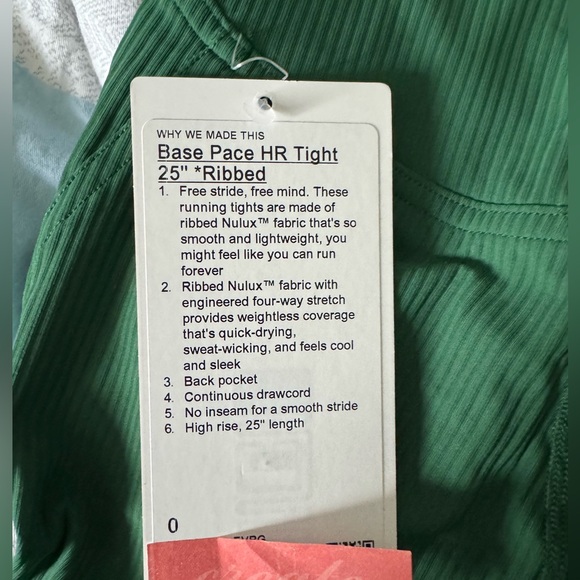 WHY WE MADE THIS
Base Pace HR Tight
25" *Ribbed
1. Free stride, free mind. These
running tights are made of
ribbed Nulux™ fabric that's so
smooth and lightweight, you
might feel like you can run
forever
2. Ribbed Nulux™ fabric with
engineered four-way stretch
provides weightless coverage
that's quick-drying,
sweat-wicking, and feels cool
and sleek
3. Back pocket
4. Continuous drawcord
5. No inseam for a smooth stride
6. High rise, 25" length
0